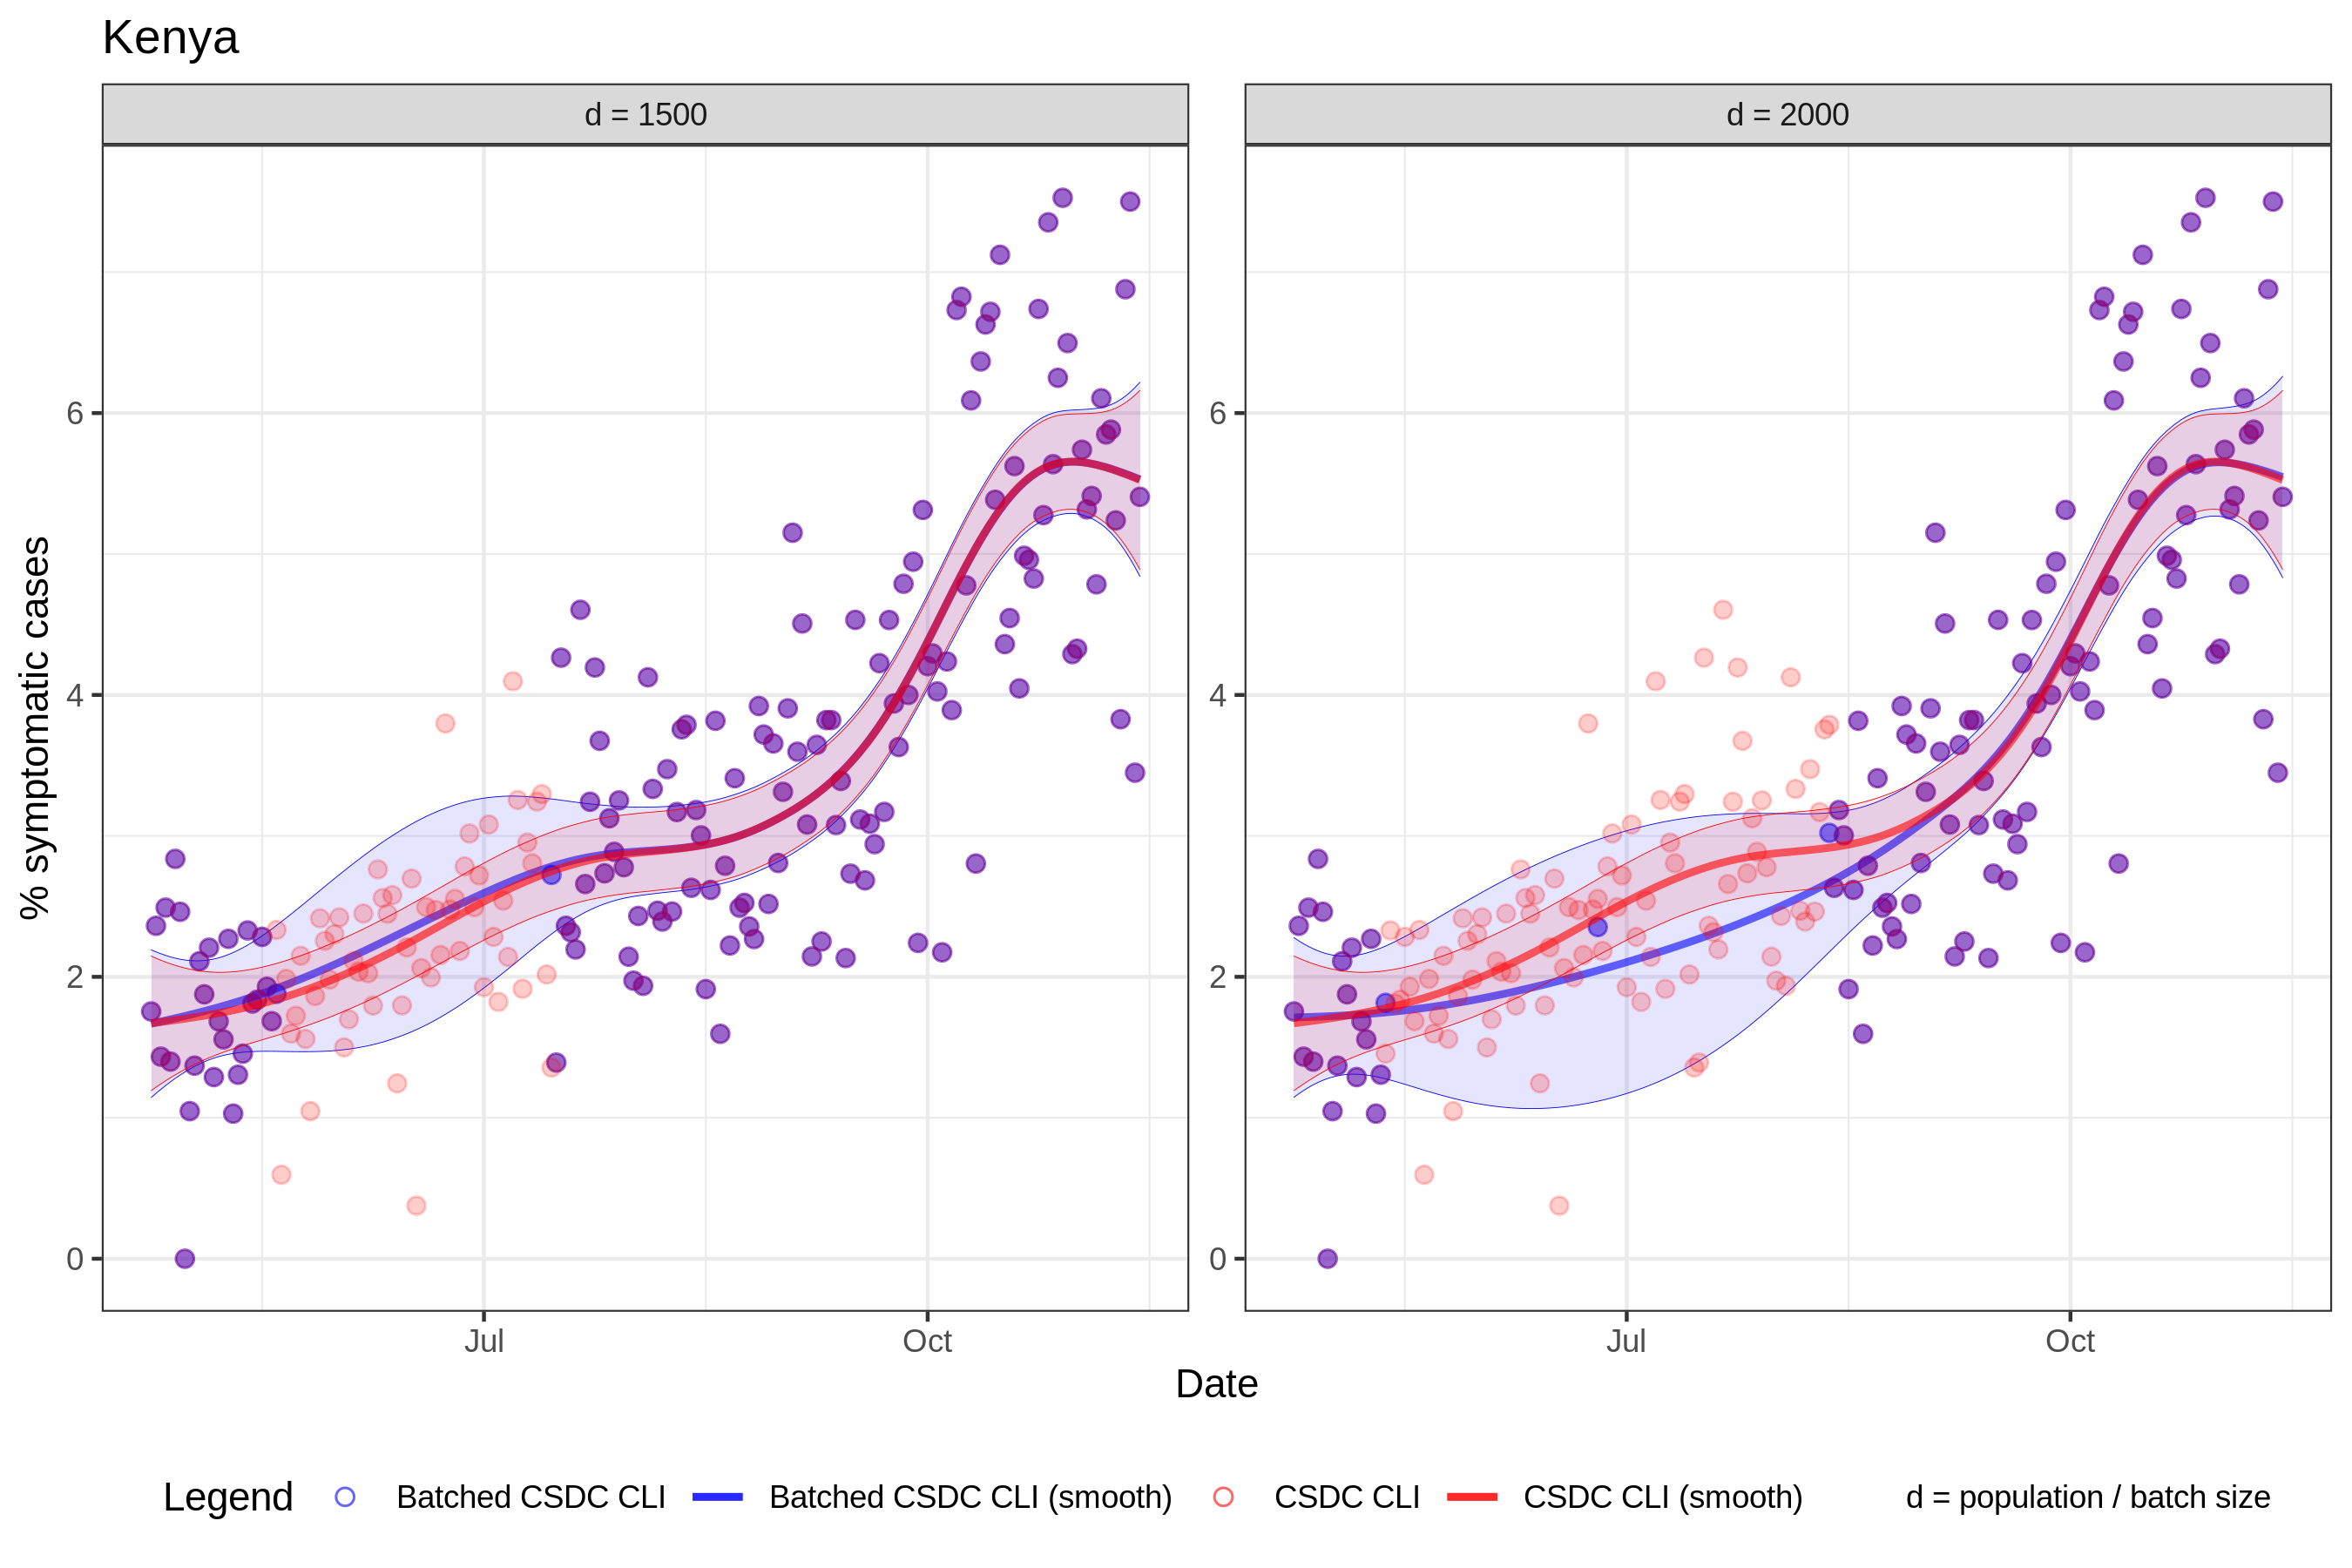 Kenya
d = 1500
d = 2000
% symptomatic cases
6
4
2
0
6
4
2
0
Jul
Oct
Jul
Oct
Date
Legend
Batched CSDC CLI
Batched CSDC CLI (smooth)
CSDC CLI
CSDC CLI (smooth)
d = population / batch size